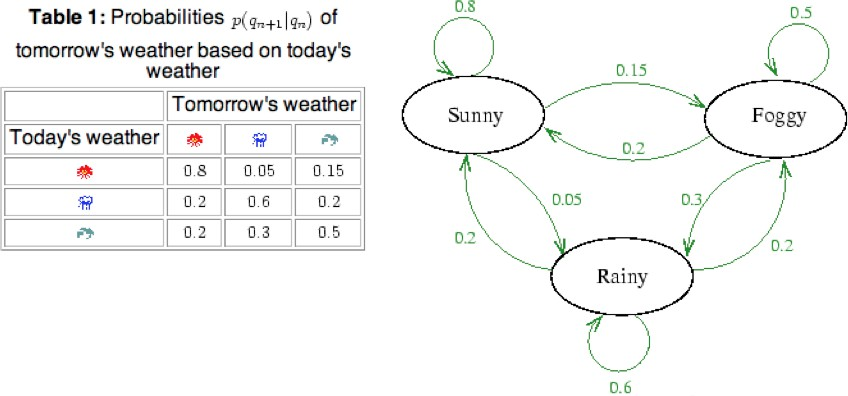 Table 1: Probabilities p(qn+1|qn) of
tomorrow's weather based on today's
weather
Tomorrow's weather
Today's weather
0.8 0.05 0.15
0.2 0.6 0.2
0.2 0.3 0.5
0.8
0.5
0.15
Sunny
Foggy
0.2
0.05
0.3
0.2
0.2
Rainy
0.6